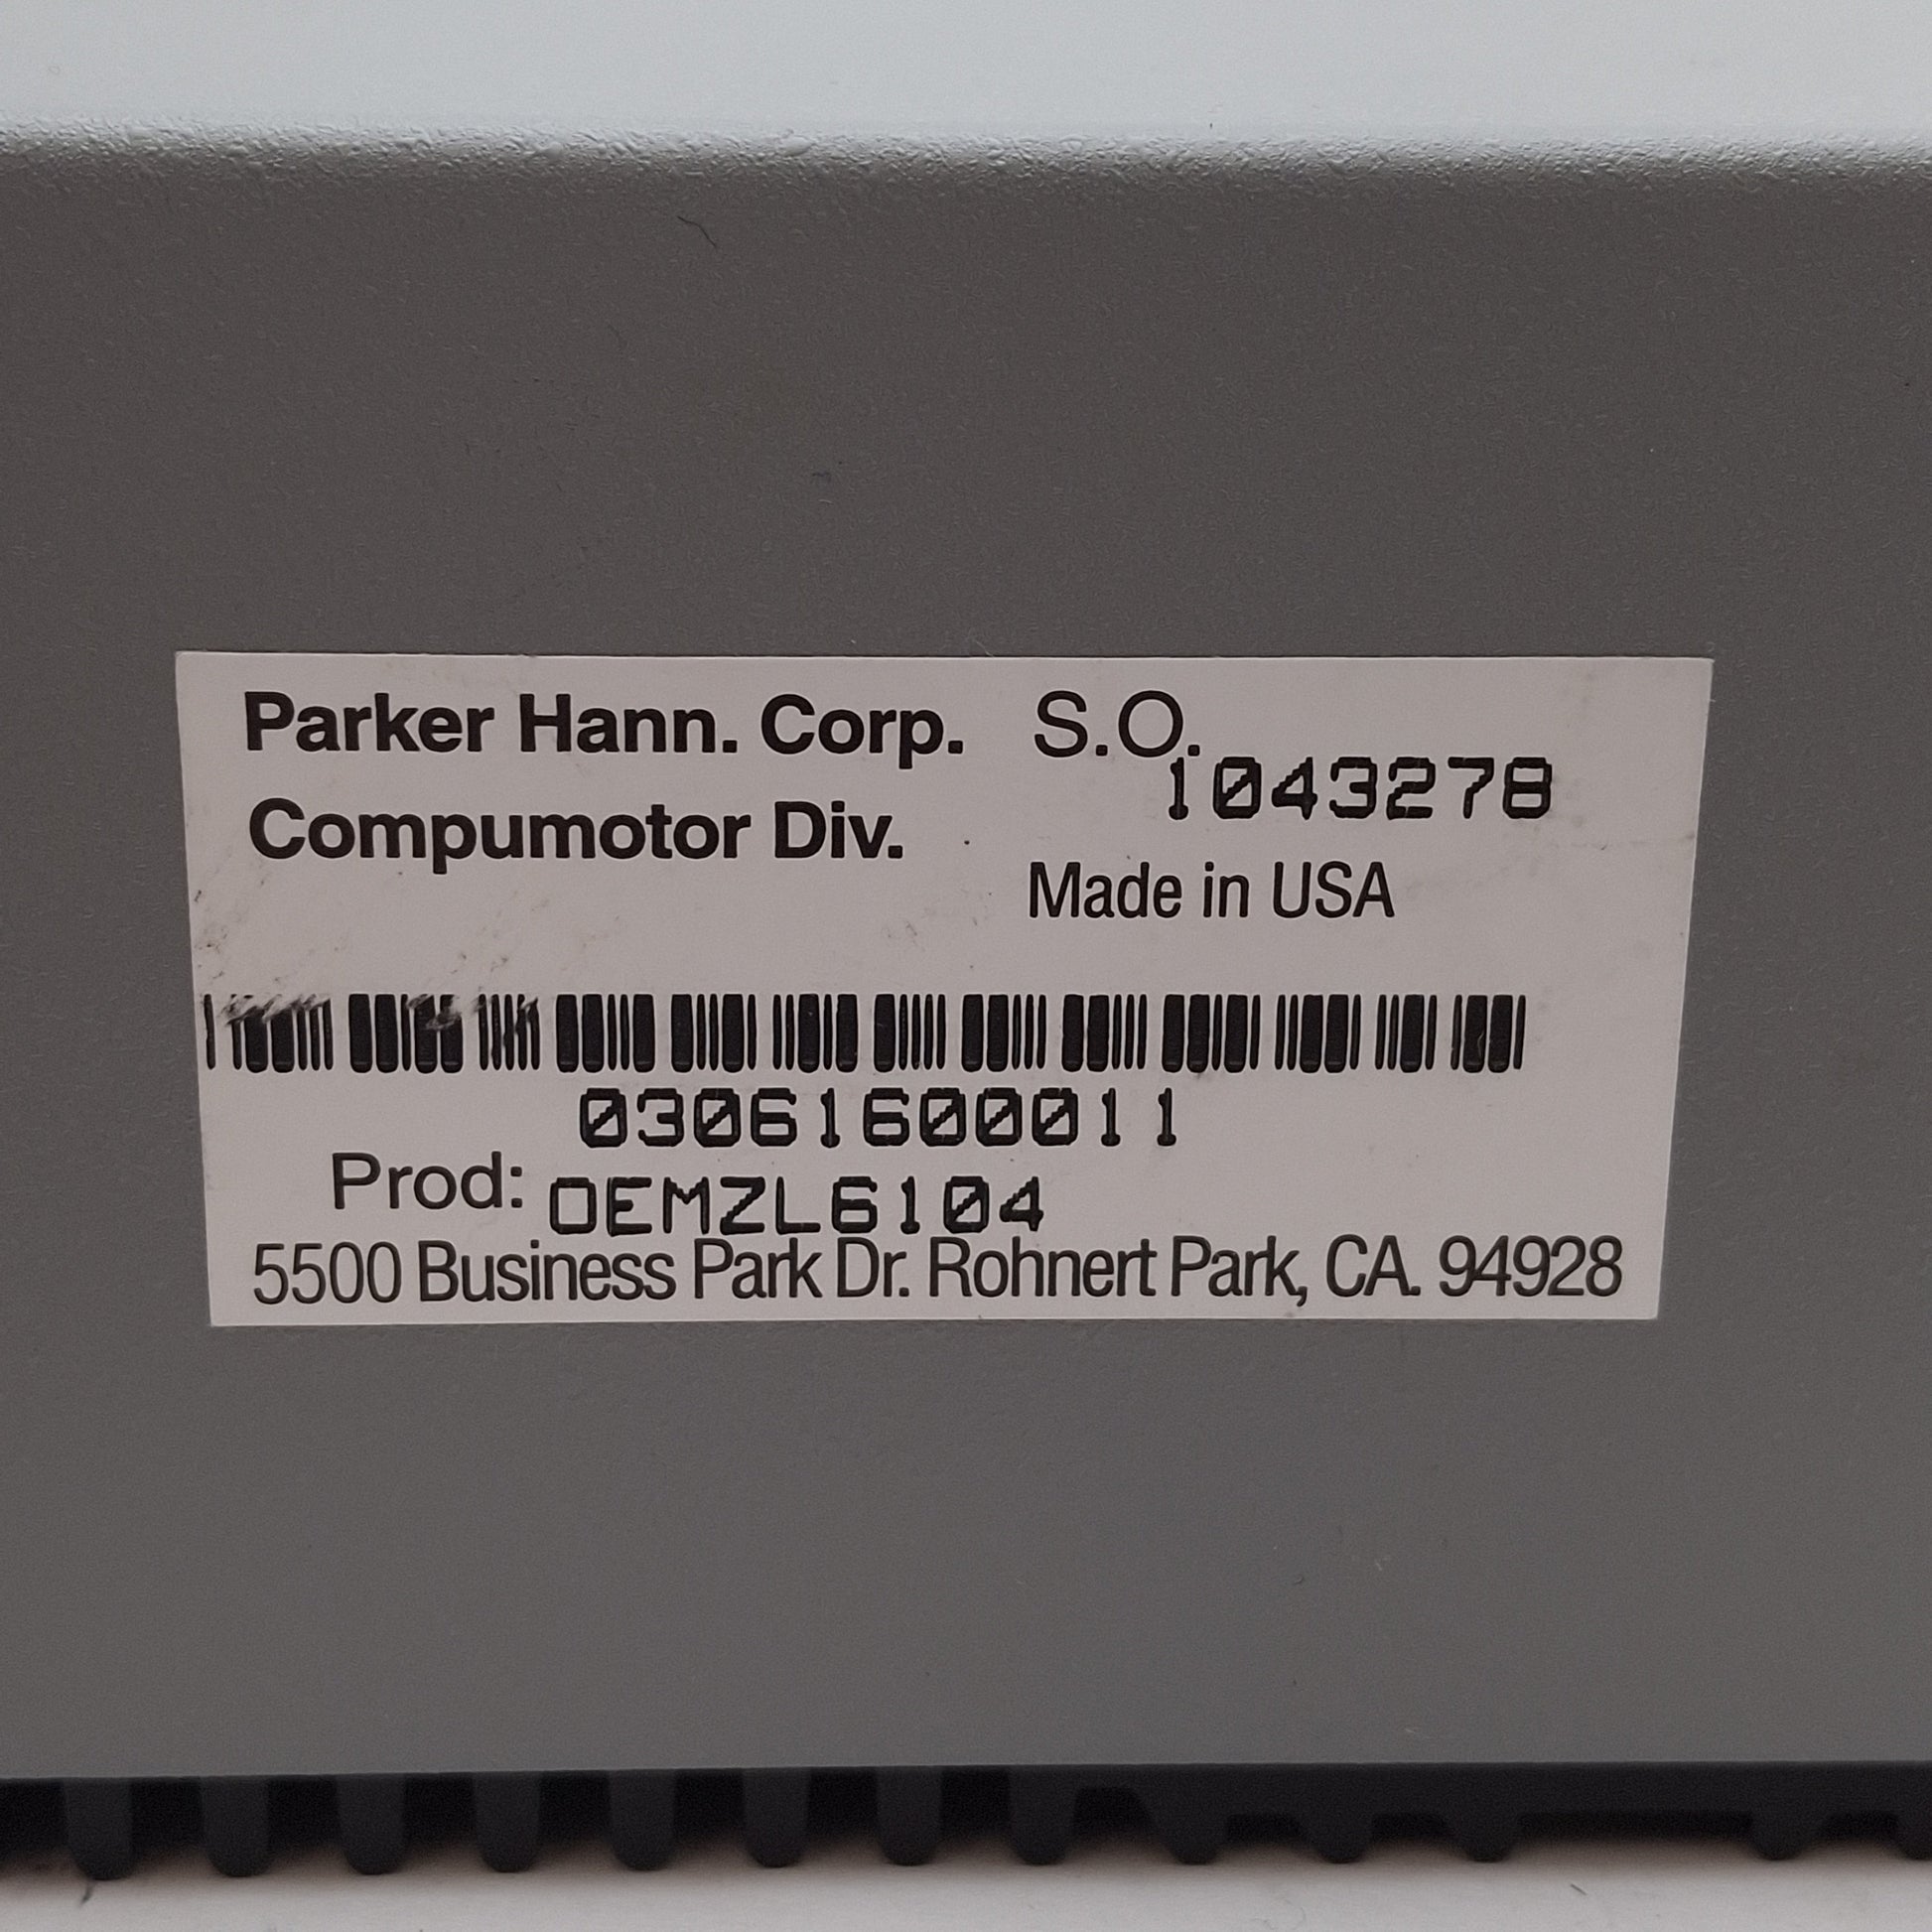 Parker Hann. Corp. S.O. 1043278
Compumotor Div.
Made in USA
03061600011
Prod: OEMZL6104
5500 Business Park Dr. Rohnert Park, CA. 94928